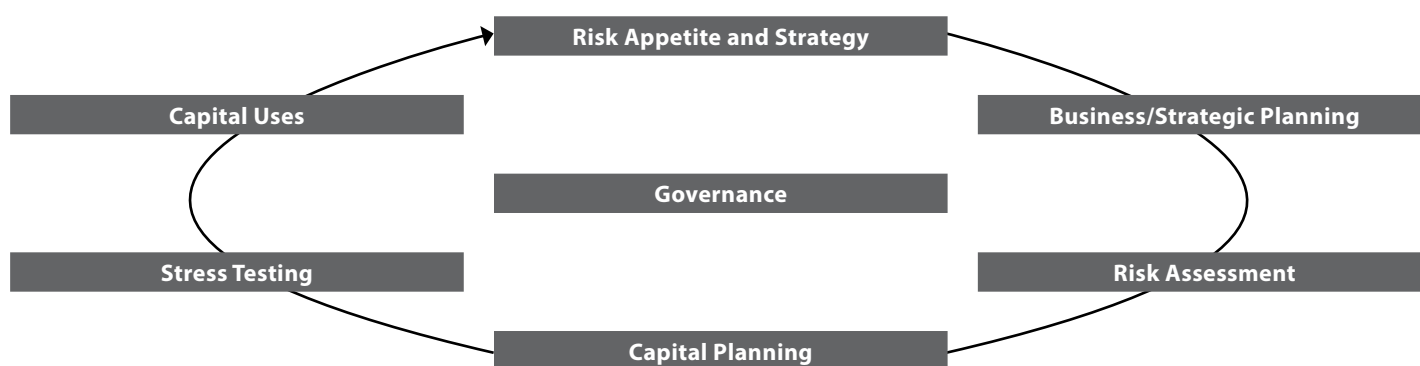 Risk Appetite and Strategy
Capital Uses
Business/Strategic Planning
Governance
Stress Testing
Risk Assessment
Capital Planning